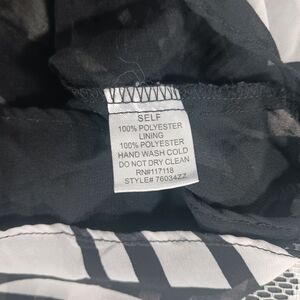 SELF
100% POLYESTER
LINING
100% POLYESTER
HAND WASH COLD
DO NOT DRY CLEAN
RN#117118
STYLE# 76034ZZ